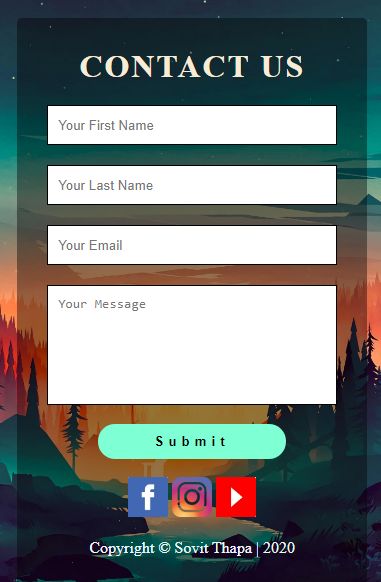 CONTACT US
Your First Name
Your Last Name
Your Email
Your Message
Submit
f
Copyright © Sovit Thapa | 2020